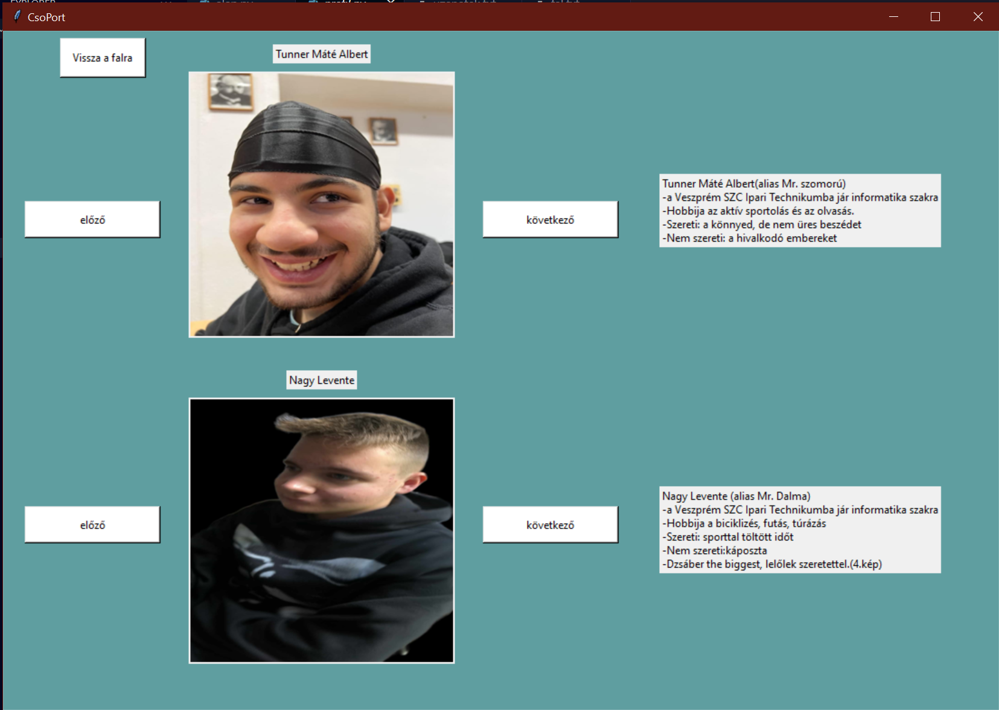 CsoPort
Vissza a falra
Tunner Máté Albert
előző
következő
Tunner Máté Albert(alias Mr. szomorú)
-a Veszprém SZC Ipari Technikumba jár informatika szakra
-Hobbija az aktív sportolás és az olvasás.
-Szereti: a könnyed, de nem üres beszédet
-Nem szereti: a hivalkodó embereket
Nagy Levente
előző
következő
Nagy Levente (alias Mr. Dalma)
-a Veszprém SZC Ipari Technikumba jár informatika szakra
-Hobbija a biciklizés, futás, túrázás
-Szereti: sporttal töltött időt
-Nem szereti:káposzta
-Dzsáber the biggest, lelőlek szeretettel.(4.kép)